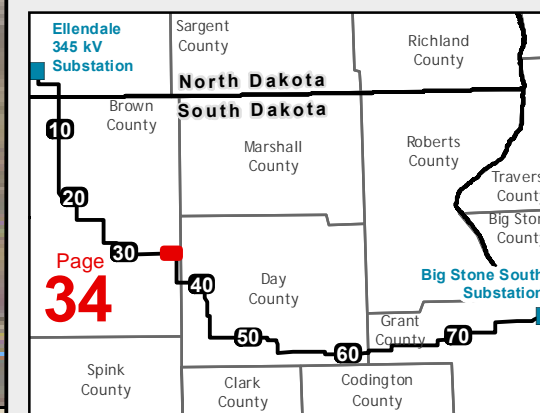 Ellendale
345 kV
Substation
Sargent
County
Richland
County
North Dakota
South Dakota
Brown
County
10
Marshall
County
Roberts
County
20
30
Page
34
40
Day
County
Big Stone South
Substation
Grant
County
50
60
70
Spink
County
Clark
County
Codington
County